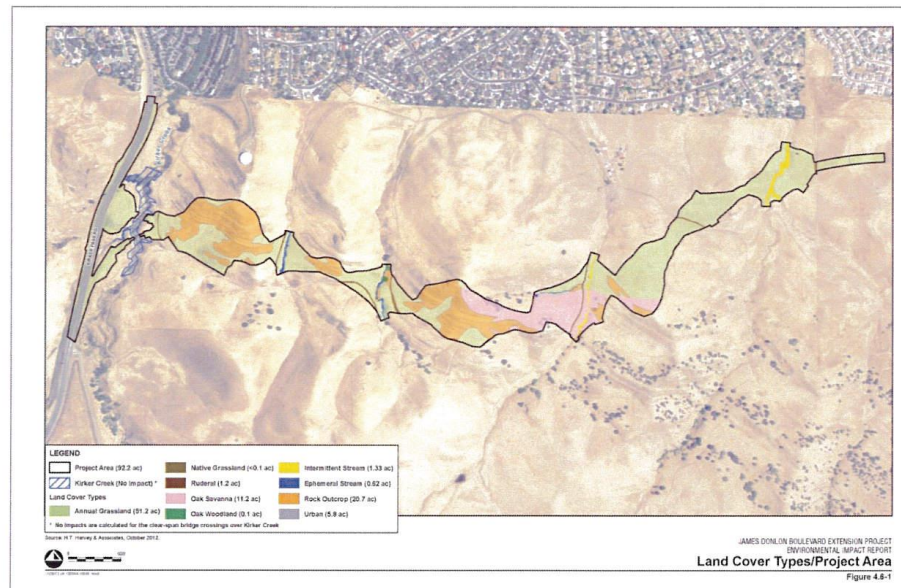 LEGEND
Project Area (92.2 ac)
Kirker Creek (No Impact) *
Land Cover Types
Annual Grassland (51.2 ac)
Native Grassland (<0.1 ac)
Ruderal (1.2 ac)
Oak Savanna (11.2 ac)
Oak Woodland (0.1 ac)
Intermittent Stream (1.33 ac)
Ephemeral Stream (0.62 ac)
Rock Outcrop (20.7 ac)
Urban (5.8 ac)
* No impacts are calculated for the clear-span bridge crossings over Kirker Creek
Source: H.T. Harvey & Associates, October 2012.
JAMES DONLON BOULEVARD EXTENSION PROJECT
ENVIRONMENTAL IMPACT REPORT
Land Cover Types/Project Area
Figure 4.6-1